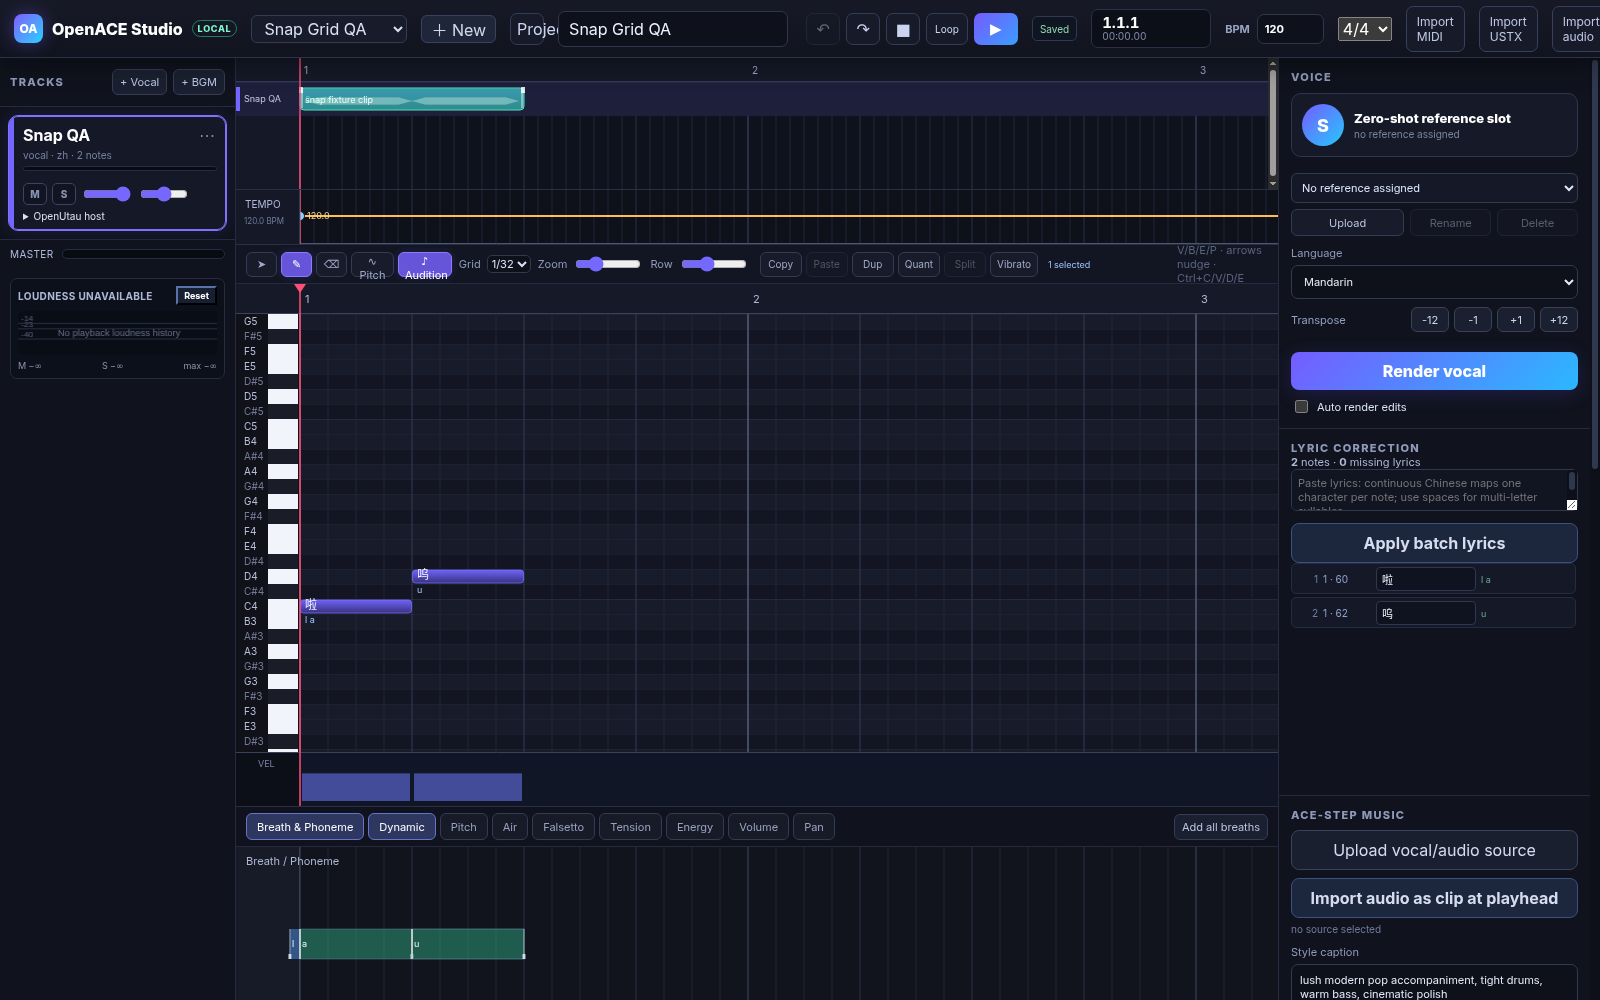 OA OpenACE Studio LOCAL Snap Grid QA + New Projec Snap Grid QA ↶ ↷ Loop ▶ Saved 1.1.1 BPM 120 4/4 Import Import Import
00:00.00 MIDI USTX audio
TRACKS + Vocal + BGM
Snap QA ...
vocal · zh · 2 notes
M S
▶ OpenUtau host
MASTER
LOUDNESS UNAVAILABLE Reset
-14
-23
-40 No playback loudness history
M −∞ S −∞ max −∞
1 2 3
Snap QA snap fixture clip
TEMPO
120.0 BPM 120.0
∿ Pitch ♪ Audition Grid 1/32 Zoom Row Copy Paste Dup Quant Split Vibrato 1 selected
V/B/E/P · arrows
nudge ·
Ctrl+C/V/D/E
1 2 3
G5
F#5
F5
E5
D#5
D5
C#5
C5
B4
A#4
A4
G#4
G4
F#4
F4
E4
D#4
D4 呜
C#4 u
C4 啦
B3 l a
A#3
A3
G#3
G3
F#3
F3
E3
D#3
VEL
Breath & Phoneme Dynamic Pitch Air Falsetto Tension Energy Volume Pan Add all breaths
Breath / Phoneme
l a u
VOICE
S Zero-shot reference slot
no reference assigned
No reference assigned
Upload Rename Delete
Language
Mandarin
Transpose -12 -1 +1 +12
Render vocal
Auto render edits
LYRIC CORRECTION
2 notes · 0 missing lyrics
Paste lyrics: continuous Chinese maps one
character per note; use spaces for multi-letter
syllables
Apply batch lyrics
1 1 · 60 啦 l a
2 1 · 62 呜 u
ACE-STEP MUSIC
Upload vocal/audio source
Import audio as clip at playhead
no source selected
Style caption
lush modern pop accompaniment, tight drums,
warm bass, cinematic polish